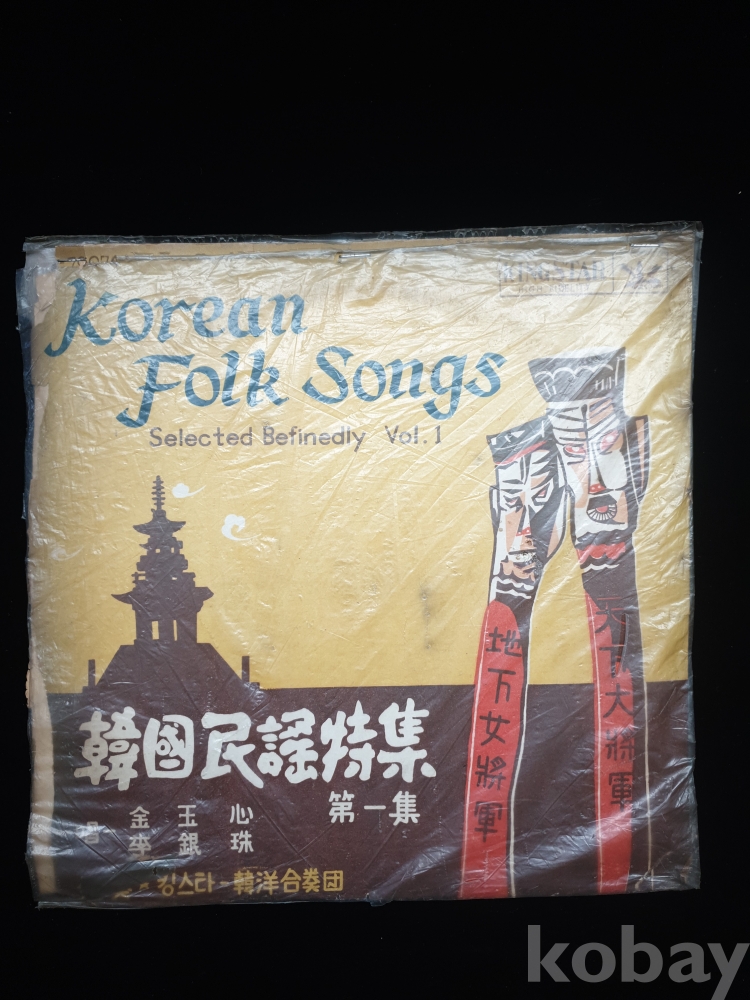 KINGSTAR
Korean
Folk Songs
Selected Befinedly Vol. 1
地下女將軍
天下大將軍
韓國民謠特集
第一集
唱 金玉心
李銀珠
킹스타 韓洋合奏団
kobay